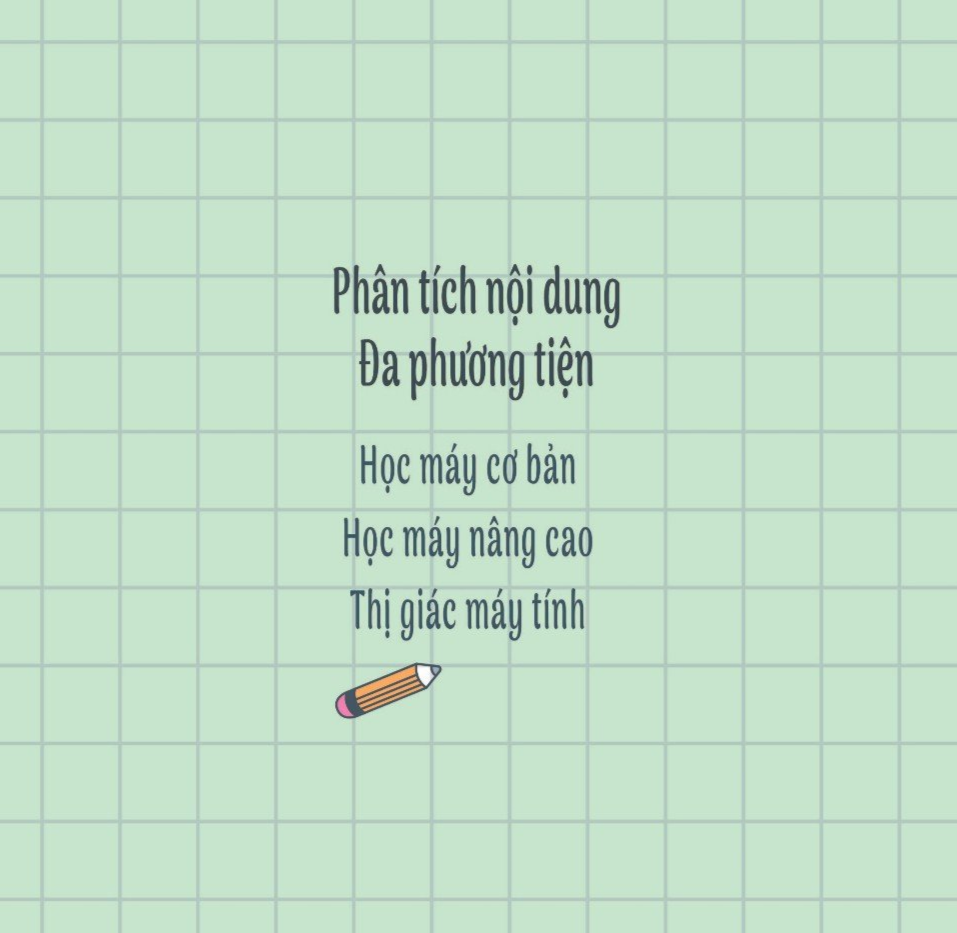 Phân tích nội dung
Đa phương tiện
Học máy cơ bản
Học máy nâng cao
Thị giác máy tính